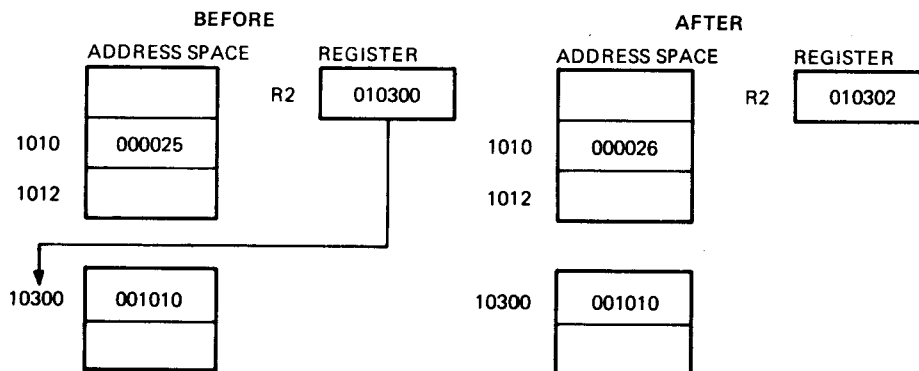 BEFORE AFTER
ADDRESS SPACE REGISTER ADDRESS SPACE REGISTER
R2 010300 R2 010302
1010 000025 1010 000026
1012 1012
10300 001010 10300 001010